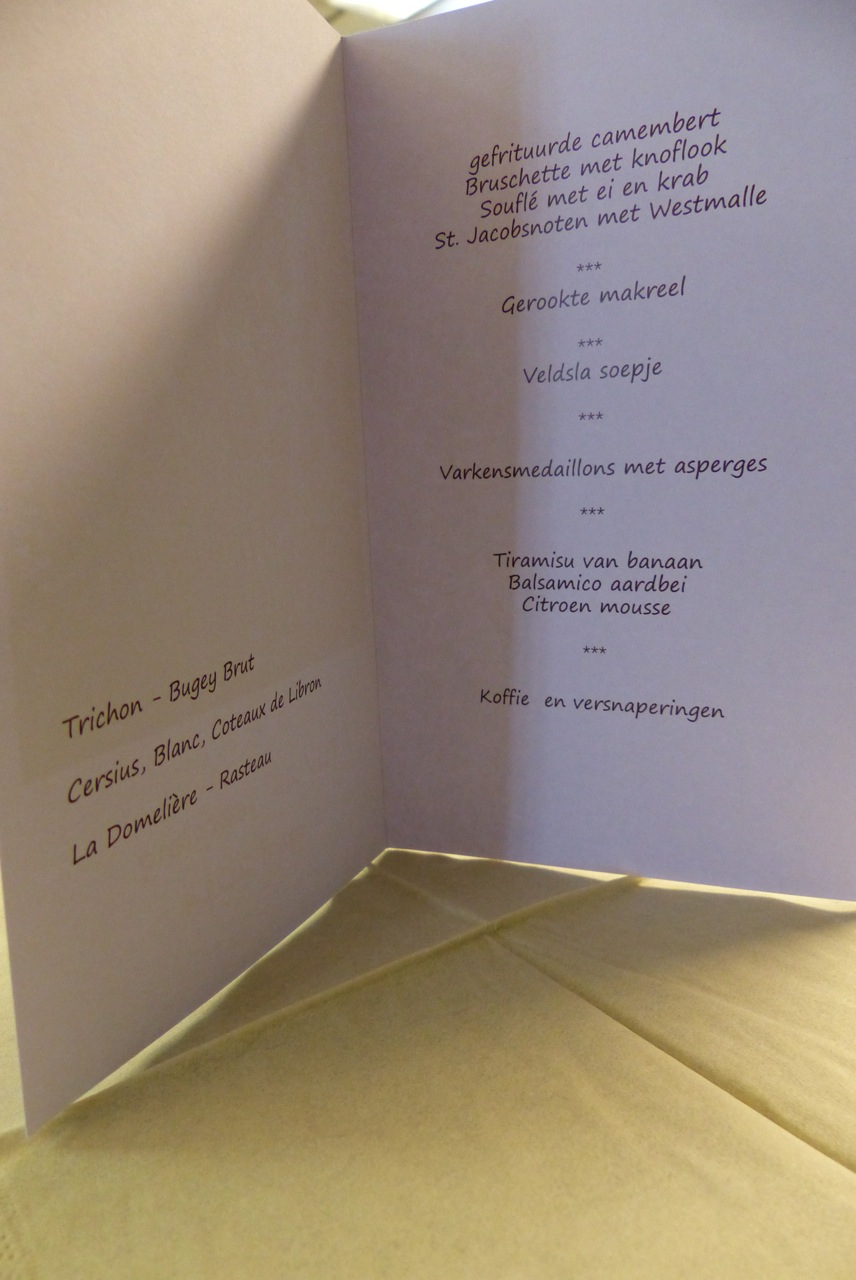 Trichon - Bugey Brut
Cersius, Blanc, Coteaux de Libron
La Domelière - Rasteau
gefrituurde camembert
Bruschette met knoflook
Souflé met ei en krab
St. Jacobsnoten met Westmalle
***
Gerookte makreel
***
Veldsla soepje
***
Varkensmedaillons met asperges
***
Tiramisu van banaan
Balsamico aardbei
Citroen mousse
***
Koffie en versnaperingen